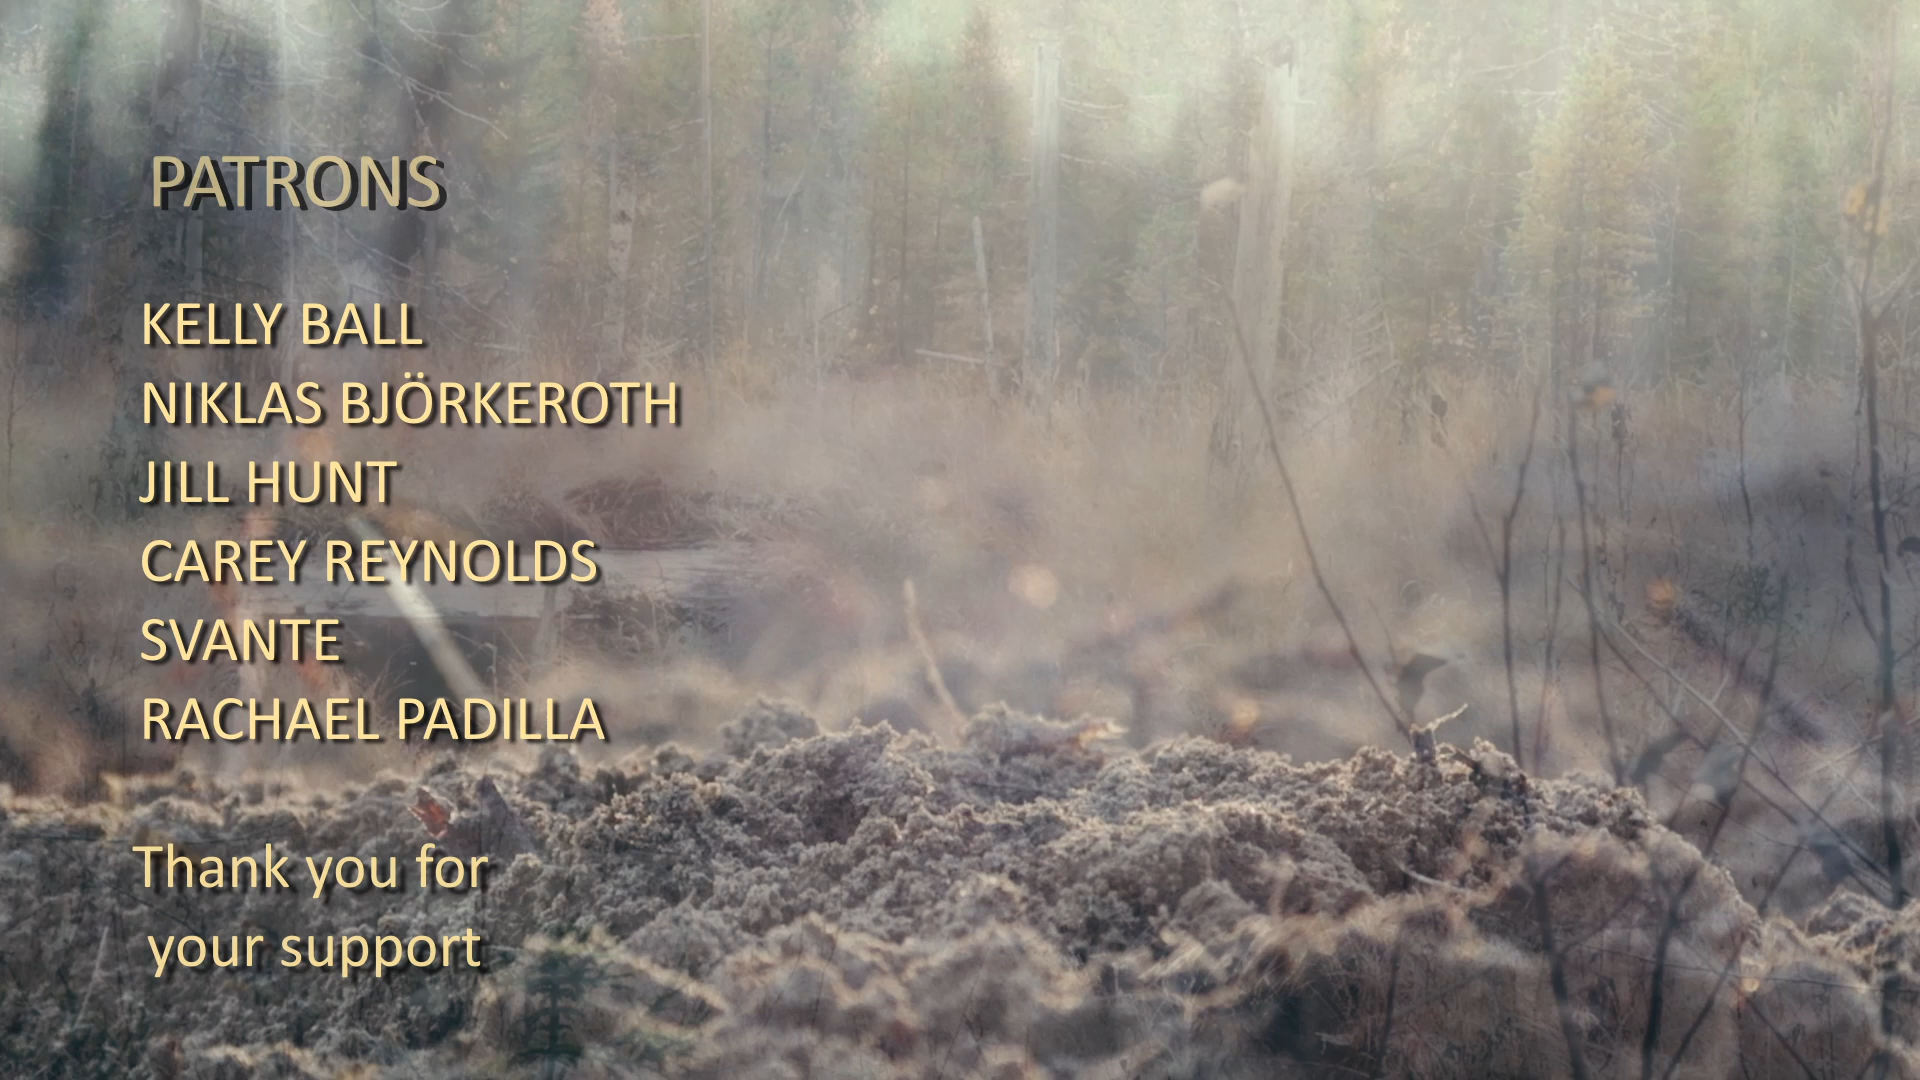 PATRONS
KELLY BALL
NIKLAS BJÖRKEROTH
JILL HUNT
CAREY REYNOLDS
SVANTE
RACHAEL PADILLA
Thank you for
your support